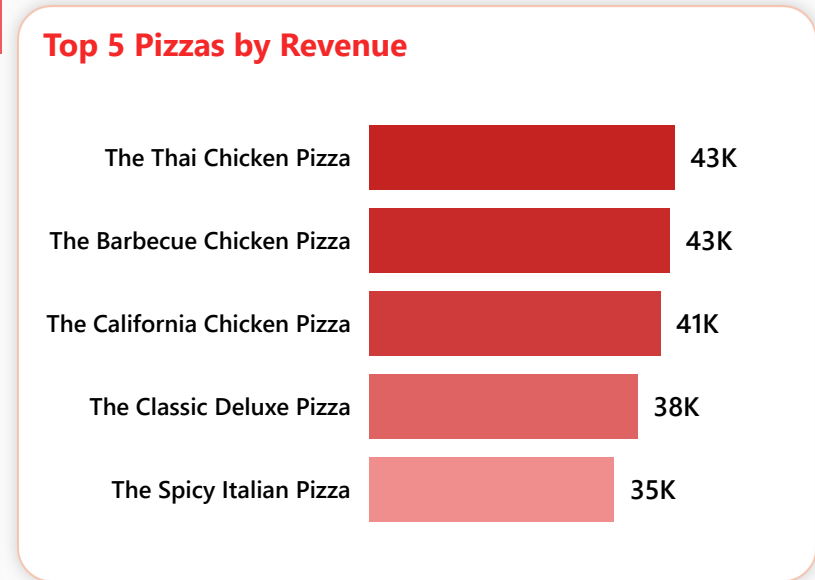 Top 5 Pizzas by Revenue
The Thai Chicken Pizza 43K
The Barbecue Chicken Pizza 43K
The California Chicken Pizza 41K
The Classic Deluxe Pizza 38K
The Spicy Italian Pizza 35K